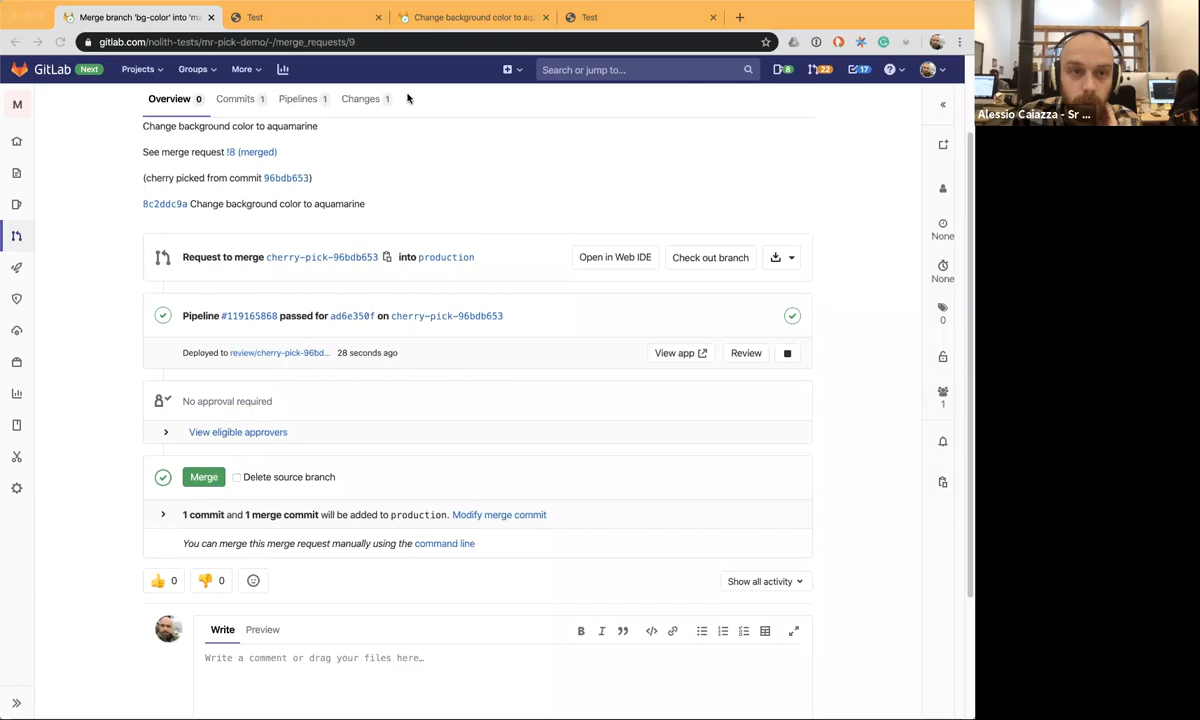 Merge branch 'bg-color' into 'ma
Test
Change background color to aq
Test
gitlab.com/nolith-tests/mr-pick-demo/-/merge_requests/9
GitLab Next Projects Groups More Search or jump to... 8 22 17 ?
M Overview 0 Commits 1 Pipelines 1 Changes 1 «
Change background color to aquamarine
See merge request !8 (merged)
(cherry picked from commit 96bdb653)
8c2ddc9a Change background color to aquamarine
Request to merge cherry-pick-96bdb653 into production Open in Web IDE Check out branch
Pipeline #119165868 passed for ad6e350f on cherry-pick-96bdb653
Deployed to review/cherry-pick-96bd... 28 seconds ago View app Review
No approval required
View eligible approvers
Merge Delete source branch
1 commit and 1 merge commit will be added to production. Modify merge commit
You can merge this merge request manually using the command line
0 0 Show all activity
Write Preview B I
Write a comment or drag your files here…
None
None
0
1
»
Alessio Caiazza - Sr ...